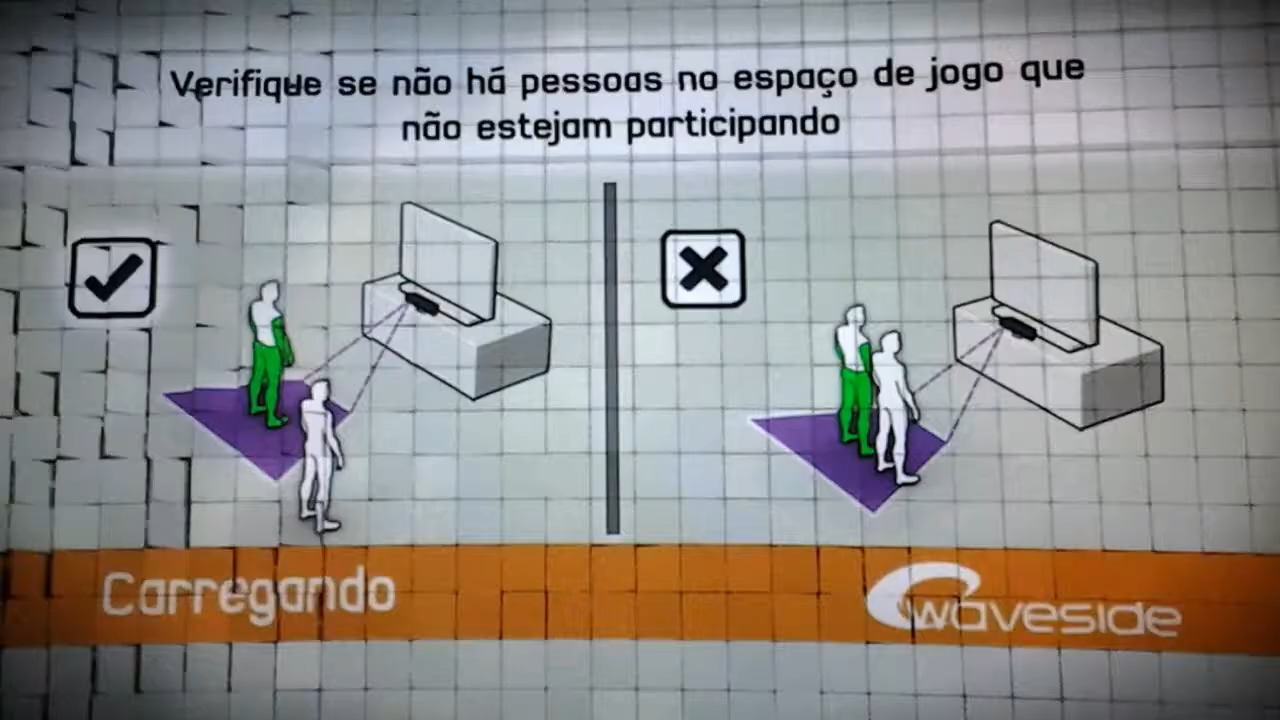 Verifique se não há pessoas no espaço de jogo que
não estejam participando
Carregando
waveside